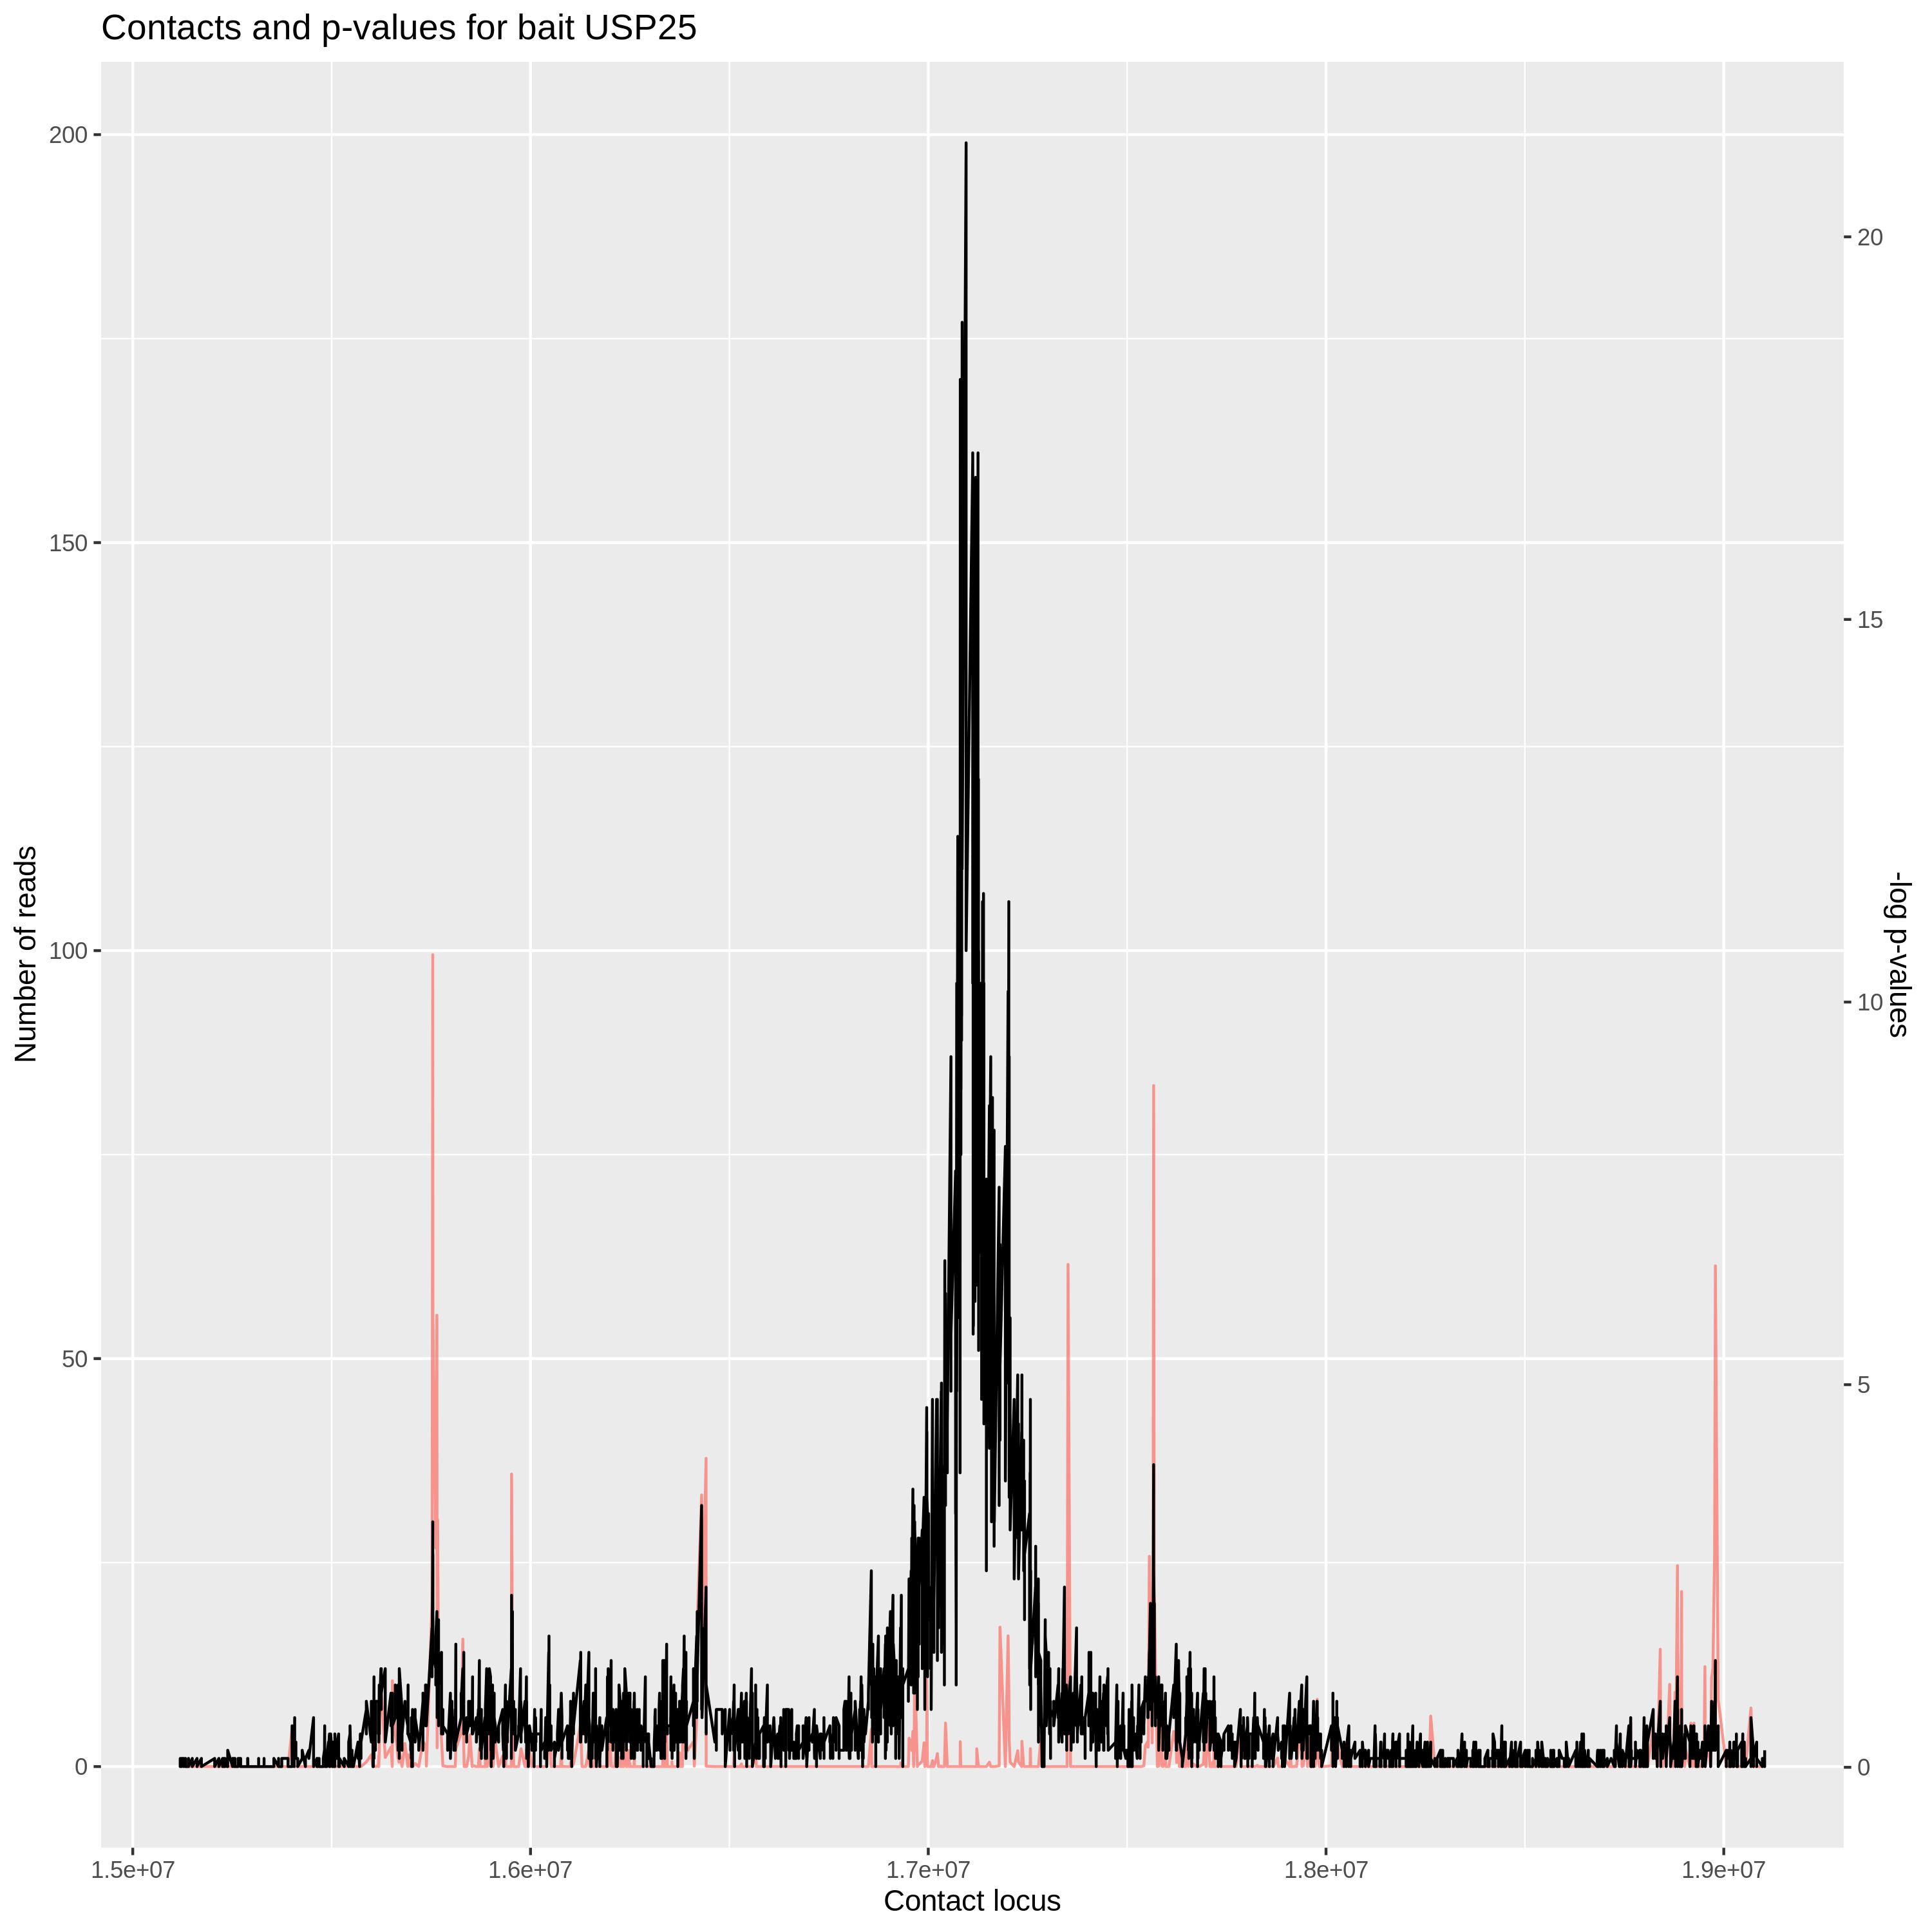 Contacts and p-values for bait USP25
200
150
100
50
0
Number of reads
20
15
10
5
0
-log p-values
1.5e+07 1.6e+07 1.7e+07 1.8e+07 1.9e+07
Contact locus